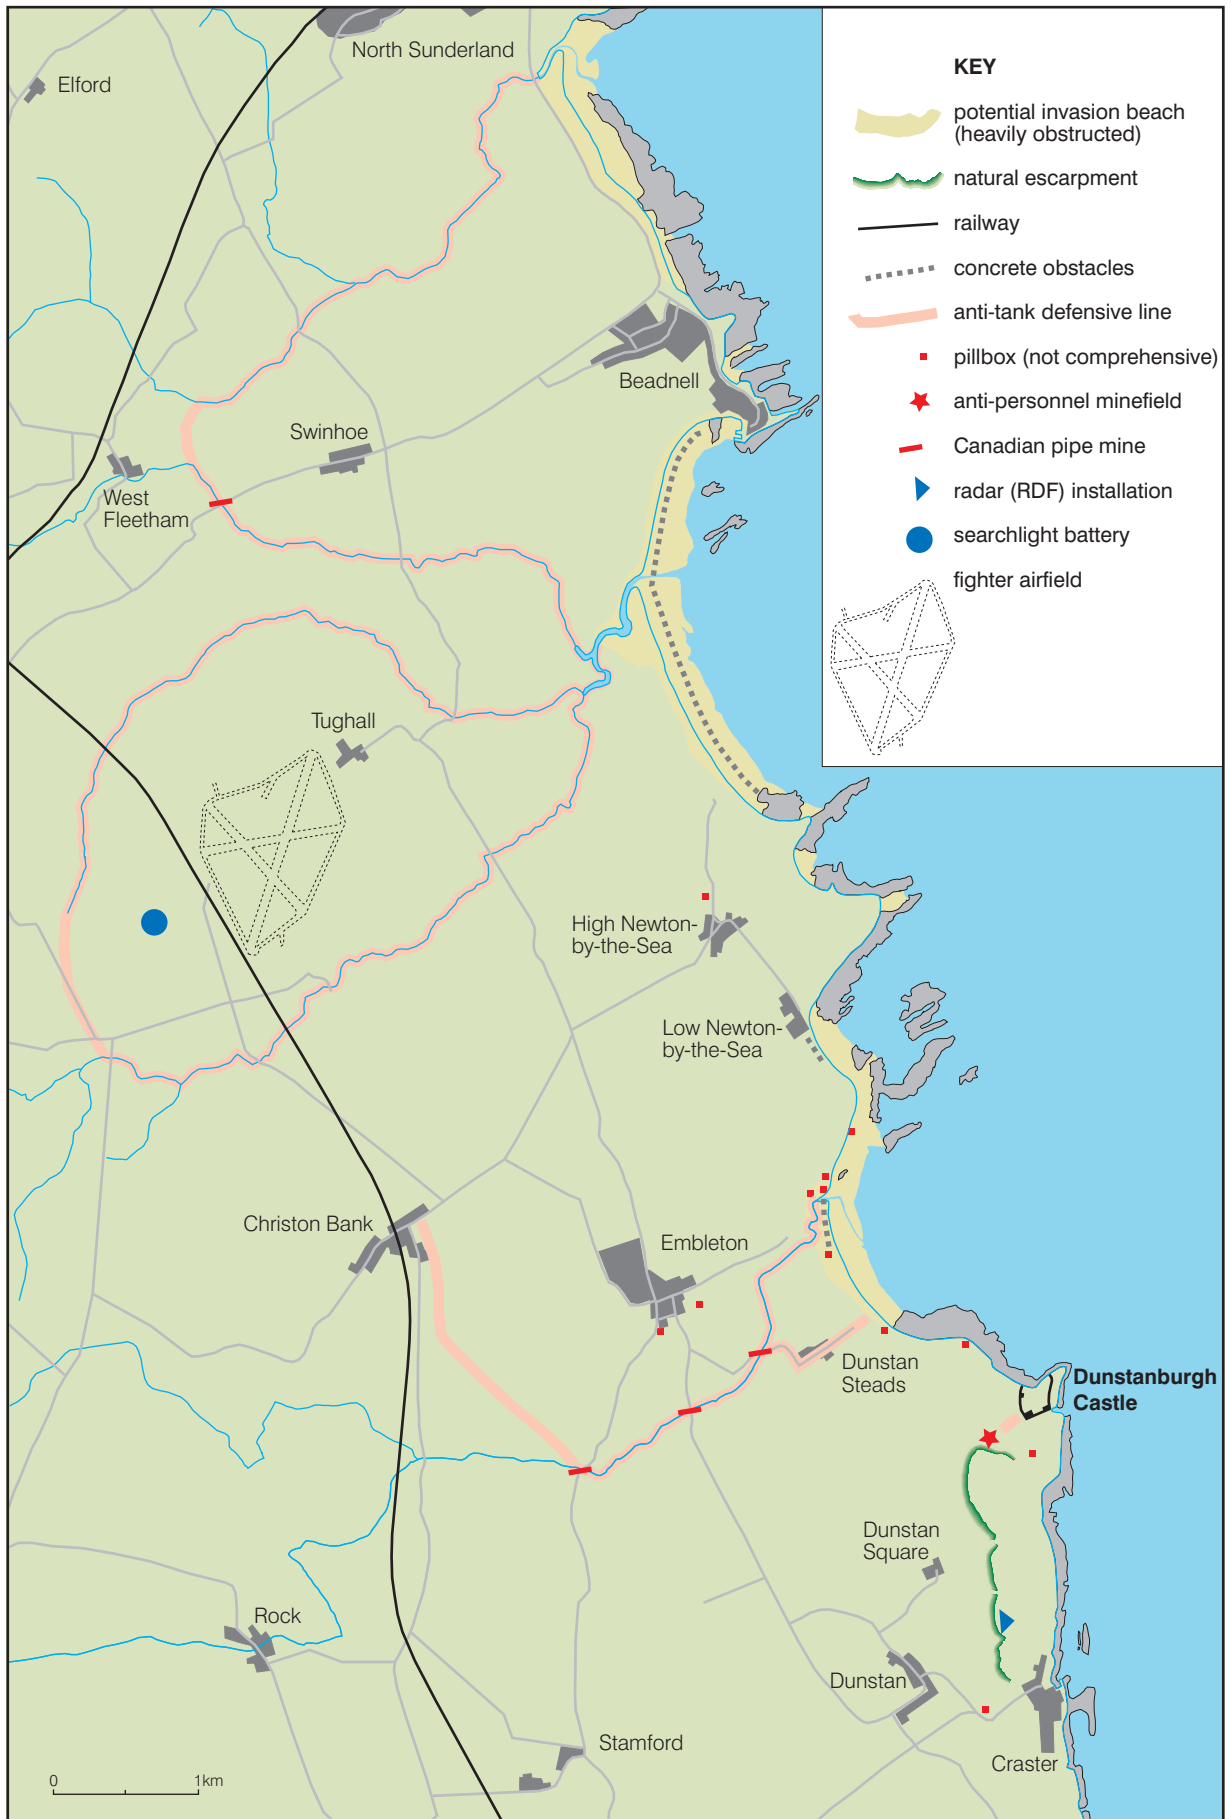 North Sunderland
Elford
KEY
potential invasion beach
(heavily obstructed)
natural escarpment
railway
concrete obstacles
anti-tank defensive line
pillbox (not comprehensive)
anti-personnel minefield
Canadian pipe mine
radar (RDF) installation
searchlight battery
fighter airfield
Beadnell
Swinhoe
West
Fleetham
Tughall
High Newton-
by-the-Sea
Low Newton-
by-the-Sea
Christon Bank
Embleton
Dunstan
Steads
Dunstanburgh
Castle
Dunstan
Square
Rock
Dunstan
Stamford
Craster
0 1km